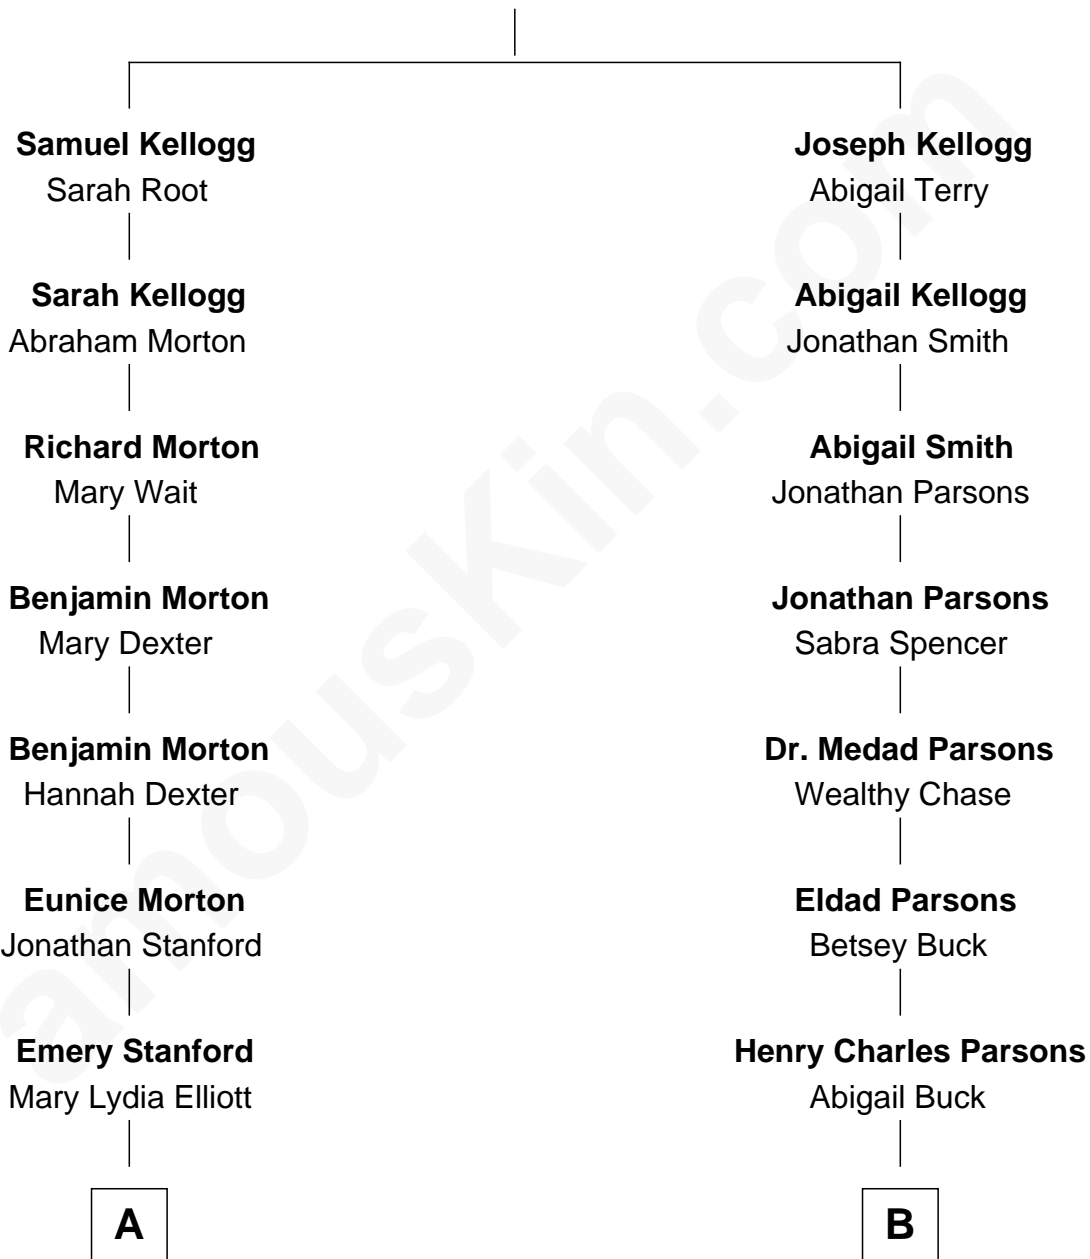 Samuel Kellogg
Sarah Root
Sarah Kellogg
Abraham Morton
Richard Morton
Mary Wait
Benjamin Morton
Mary Dexter
Benjamin Morton
Hannah Dexter
Eunice Morton
Jonathan Stanford
Emery Stanford
Mary Lydia Elliott
A
Joseph Kellogg
Abigail Terry
Abigail Kellogg
Jonathan Smith
Abigail Smith
Jonathan Parsons
Jonathan Parsons
Sabra Spencer
Dr. Medad Parsons
Wealthy Chase
Eldad Parsons
Betsey Buck
Henry Charles Parsons
Abigail Buck
B
amousKin.com